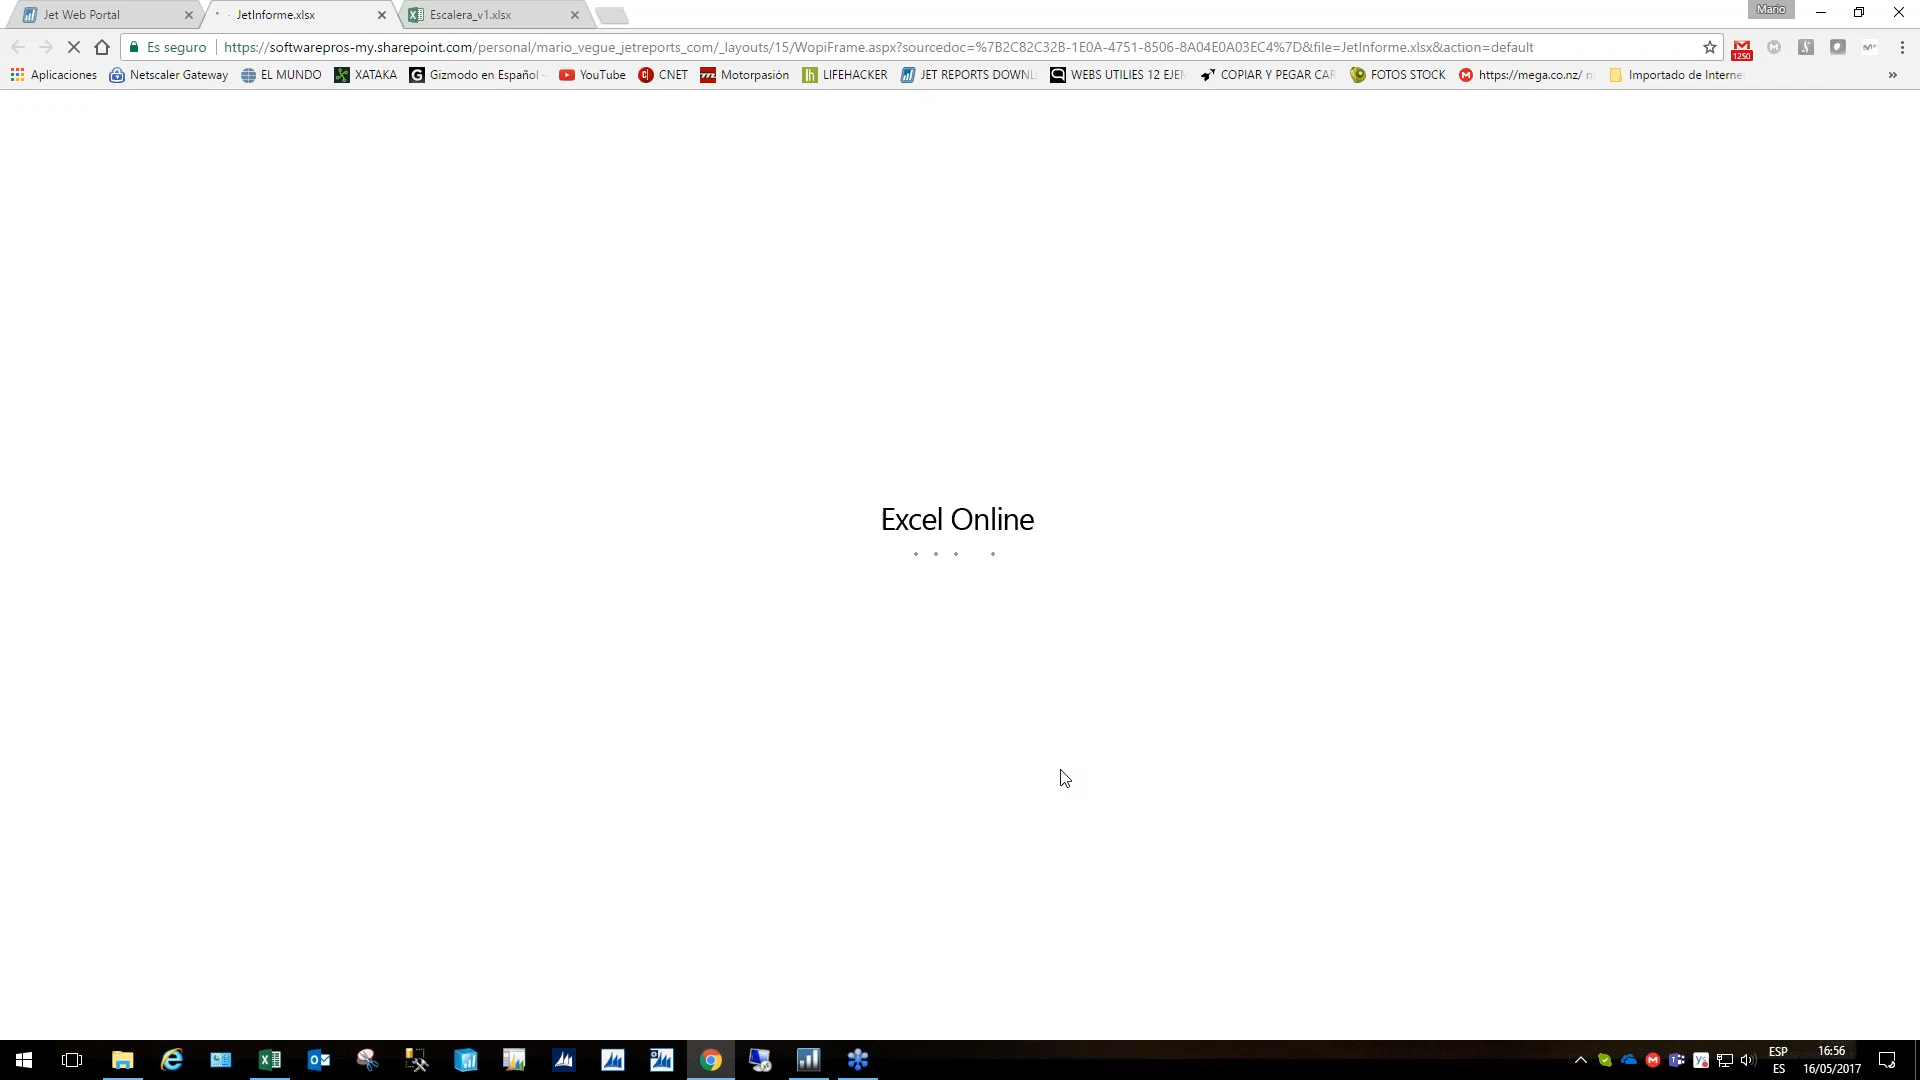 Jet Web Portal
JetInforme.xlsx
Escalera_v1.xlsx
Mario
Es seguro
https://softwarepros-my.sharepoint.com/personal/mario_vegue_jetreports_com/_layouts/15/WopiFrame.aspx?sourcedoc=%7B2C82C32B-1E0A-4751-8506-8A04E0A03EC4%7D&file=JetInforme.xlsx&action=default
1250
Aplicaciones
Netscaler Gateway
EL MUNDO
XATAKA
Gizmodo en Español -
YouTube
CNET
Motorpasión
LIFEHACKER
JET REPORTS DOWNL
WEBS UTILIES 12 EJEM
COPIAR Y PEGAR CAR
FOTOS STOCK
https://mega.co.nz/ n
Importado de Interne
»
Excel Online
ESP
ES
16:56
16/05/2017